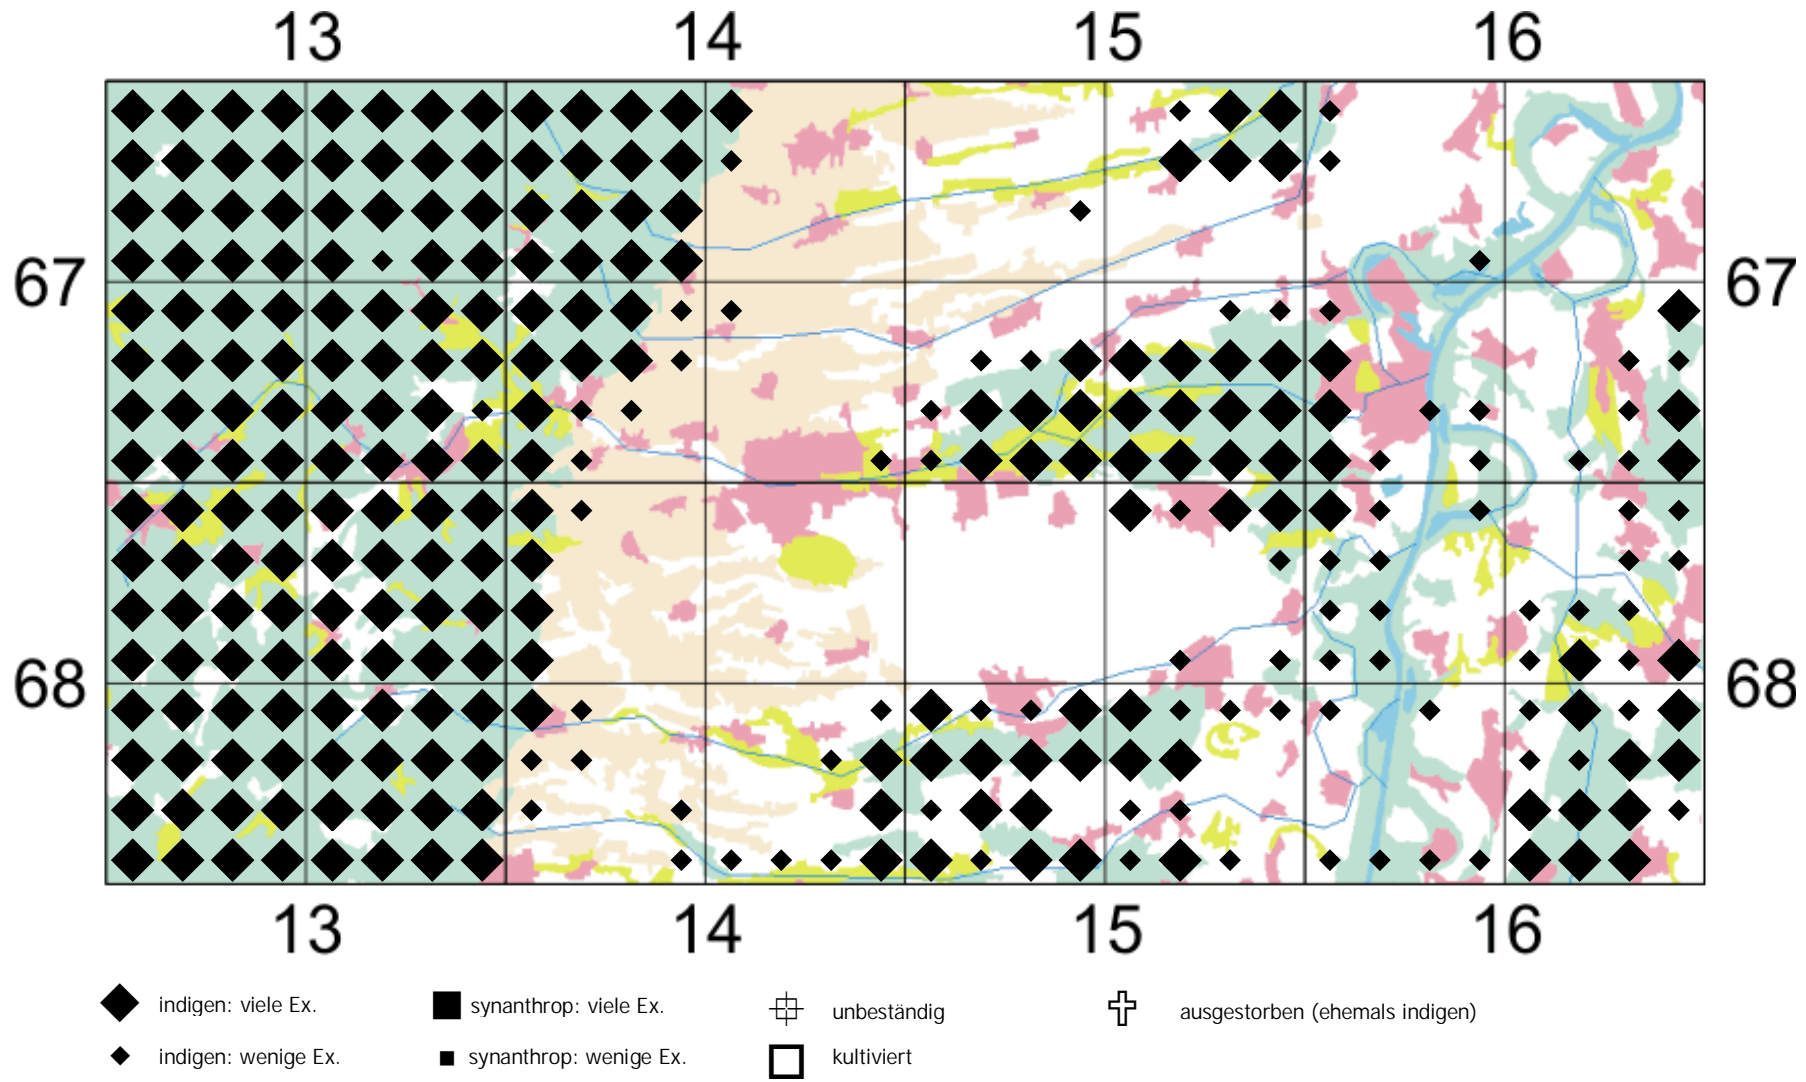 13 14 15 16
67 67
68 68
13 14 15 16
indigen: viele Ex. synanthrop: viele Ex. unbeständig ausgestorben (ehemals indigen)
indigen: wenige Ex. synanthrop: wenige Ex. kultiviert